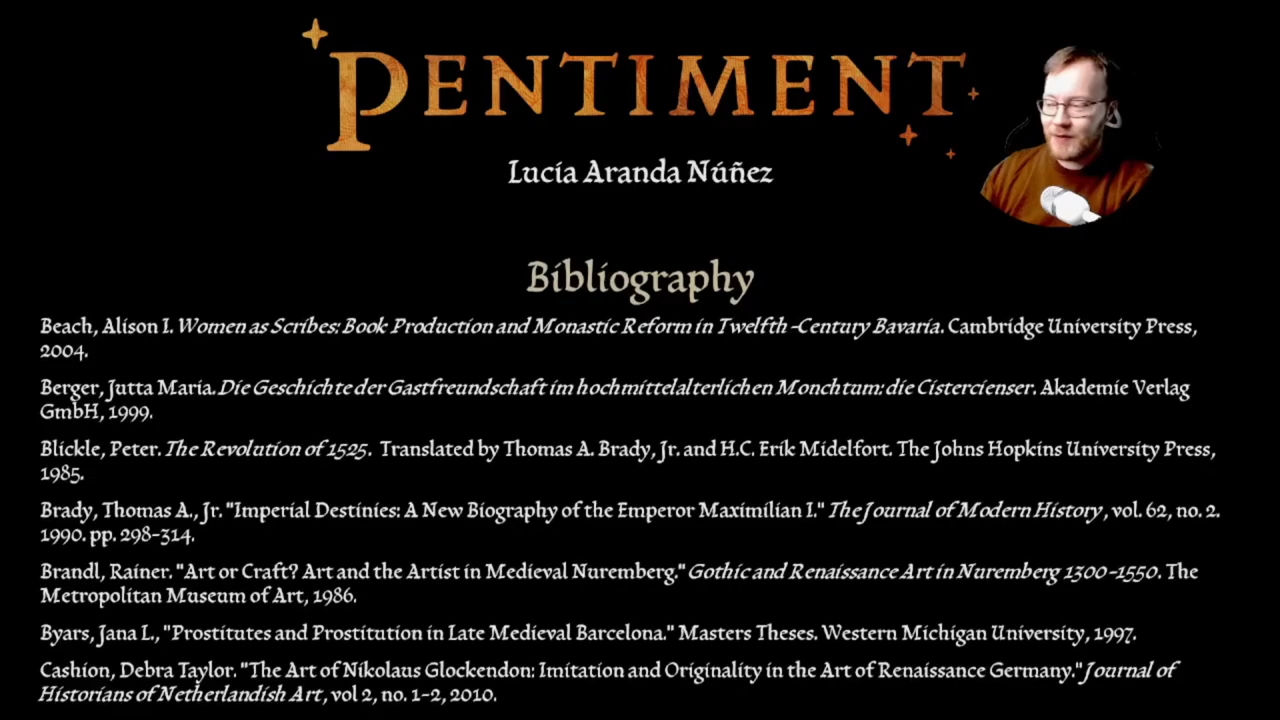 PENTIMENT
Lucía Aranda Núñez
Bibliography
Beach, Alison I. Women as Scribes: Book Production and Monastic Reform in Twelfth -Century Bavaria. Cambridge University Press,
2004.
Berger, Jutta Maria. Die Geschichte der Gastfreundschaft im hochmittelalterlichen Monchtum: die Cistercienser. Akademie Verlag
GmbH, 1999.
Blickle, Peter. The Revolution of 1525. Translated by Thomas A. Brady, Jr. and H.C. Erik Midelfort. The Johns Hopkins University Press,
1985.
Brady, Thomas A., Jr. "Imperial Destinies: A New Biography of the Emperor Maximilian I." The Journal of Modern History, vol. 62, no. 2.
1990. pp. 298-314.
Brandl, Rainer. "Art or Craft? Art and the Artist in Medieval Nuremberg." Gothic and Renaissance Art in Nuremberg 1300-1550. The
Metropolitan Museum of Art, 1986.
Byars, Jana L., "Prostitutes and Prostitution in Late Medieval Barcelona." Masters Theses. Western Michigan University, 1997.
Cashion, Debra Taylor. "The Art of Nikolaus Glockendon: Imitation and Originality in the Art of Renaissance Germany." Journal of
Historians of Netherlandish Art, vol 2, no. 1-2, 2010.